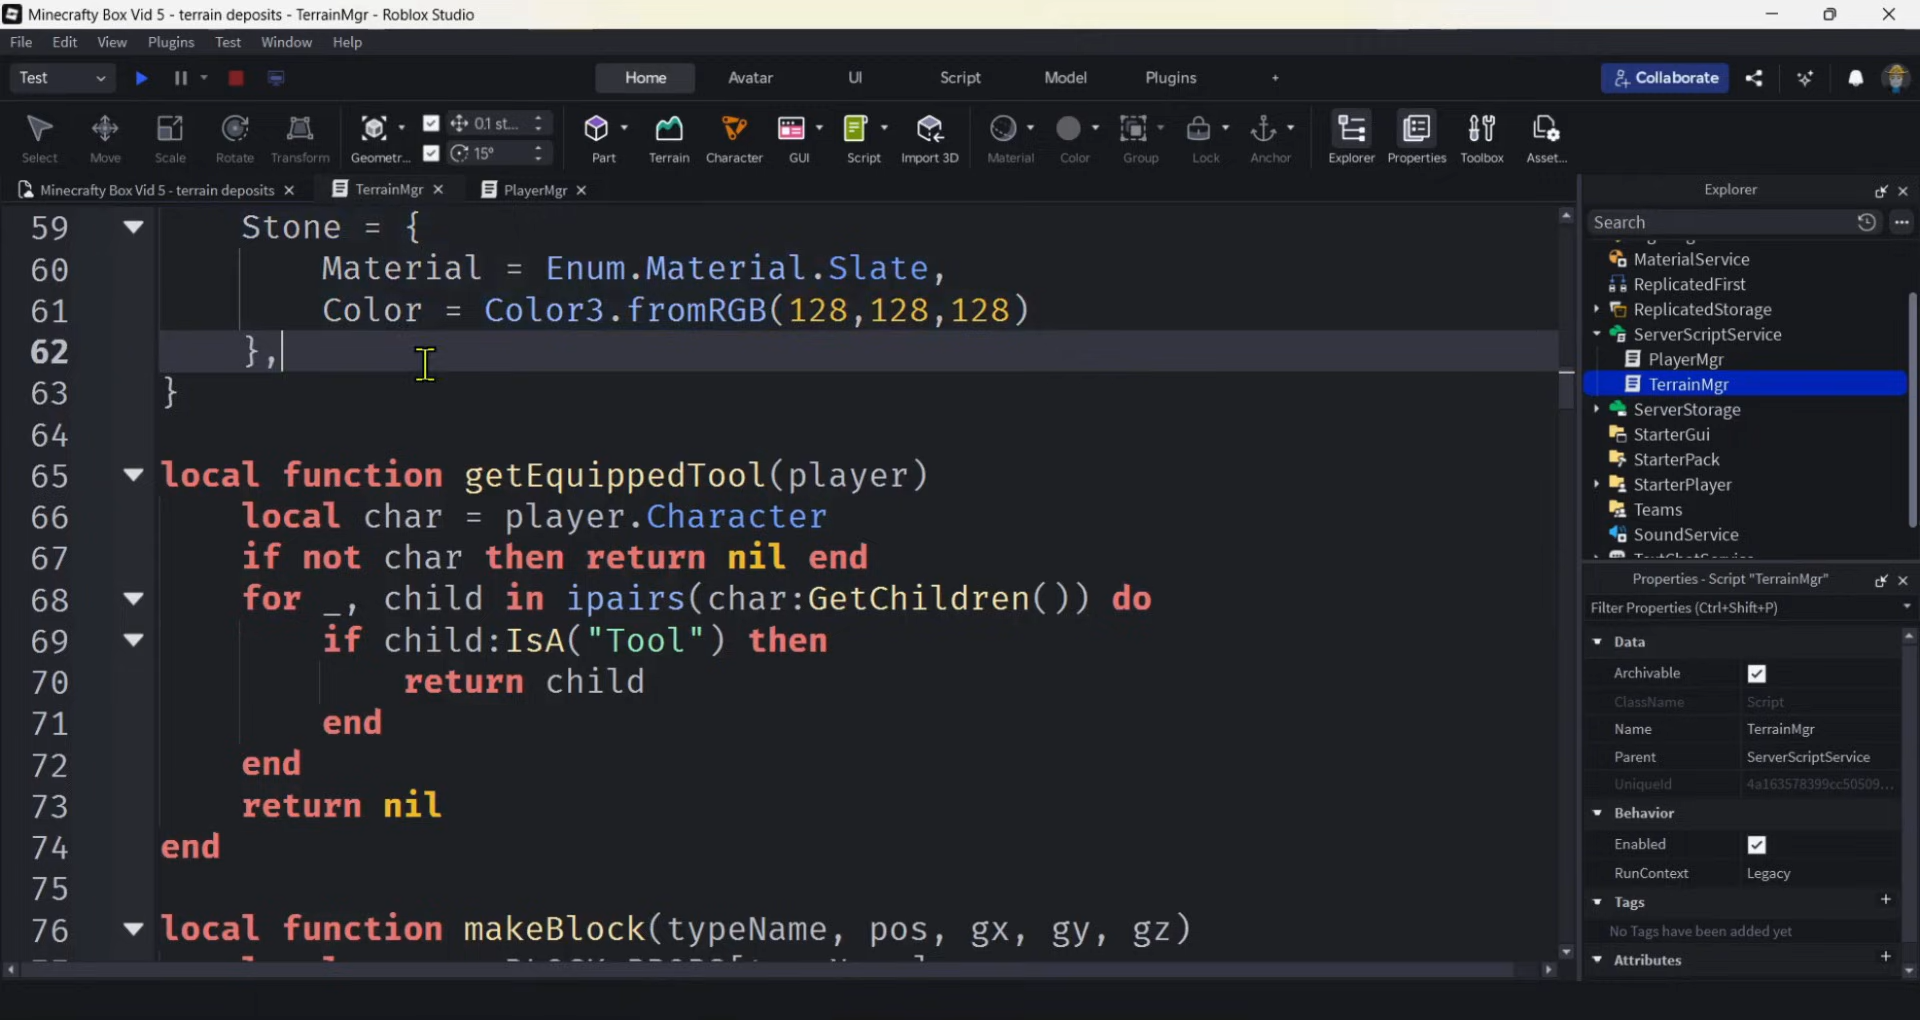 Minecrafty Box Vid 5 - terrain deposits - TerrainMgr - Roblox Studio
File Edit View Plugins Test Window Help
Test Home Avatar UI Script Model Plugins + Collaborate
0.1 st...
15°
Select Move Scale Rotate Transform Geometr... Part Terrain Character GUI Script Import 3D Material Color Group Lock Anchor Explorer Properties Toolbox Asset...
Minecrafty Box Vid 5 - terrain deposits TerrainMgr PlayerMgr
59 Stone = {
60 Material = Enum.Material.Slate,
61 Color = Color3.fromRGB(128,128,128)
62 },
63 }
64
65 local function getEquippedTool(player)
66 local char = player.Character
67 if not char then return nil end
68 for _, child in ipairs(char:GetChildren()) do
69 if child:IsA("Tool") then
70 return child
71 end
72 end
73 return nil
74 end
75
76 local function makeBlock(typeName, pos, gx, gy, gz)
Explorer
Search
MaterialService
ReplicatedFirst
ReplicatedStorage
ServerScriptService
PlayerMgr
TerrainMgr
ServerStorage
StarterGui
StarterPack
StarterPlayer
Teams
SoundService
Properties - Script "TerrainMgr"
Filter Properties (Ctrl+Shift+P)
Data
Archivable
ClassName Script
Name TerrainMgr
Parent ServerScriptService
UniqueId 4a163578399cc50509...
Behavior
Enabled
RunContext Legacy
Tags +
No Tags have been added yet
Attributes +